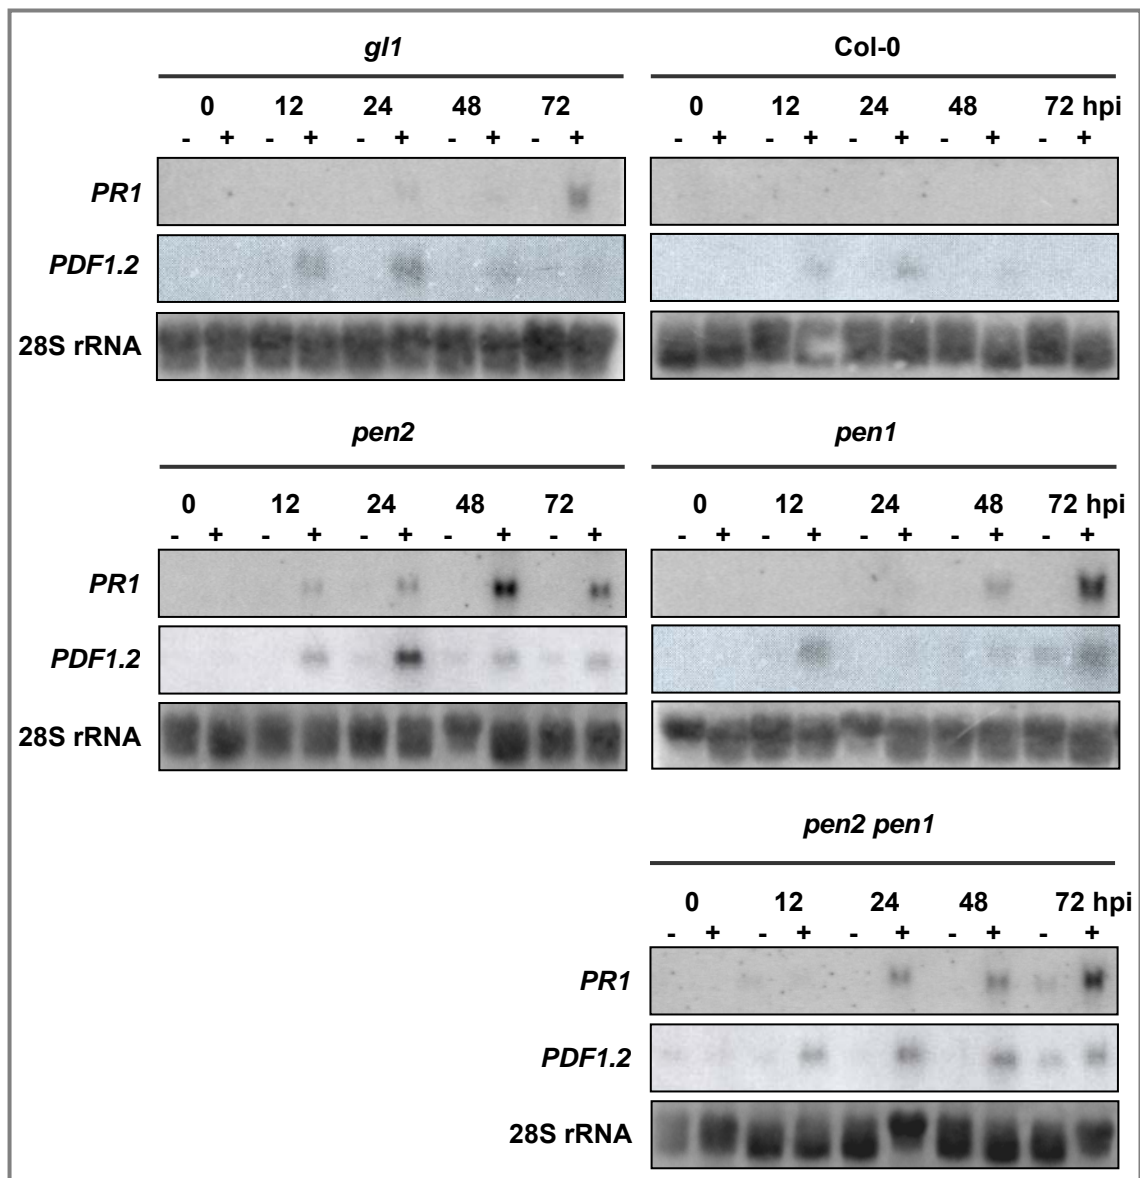 gl1
Col-0
0 12 24 48 72
0 12 24 48 72 hpi
- + - + - + - + - +
- + - + - + - + - +
PR1
PDF1.2
28S rRNA
pen2
pen1
0 12 24 48 72
0 12 24 48 72 hpi
- + - + - + - + - +
- + - + - + - + - +
PR1
PDF1.2
28S rRNA
pen2 pen1
0 12 24 48 72 hpi
- + - + - + - + - +
PR1
PDF1.2
28S rRNA